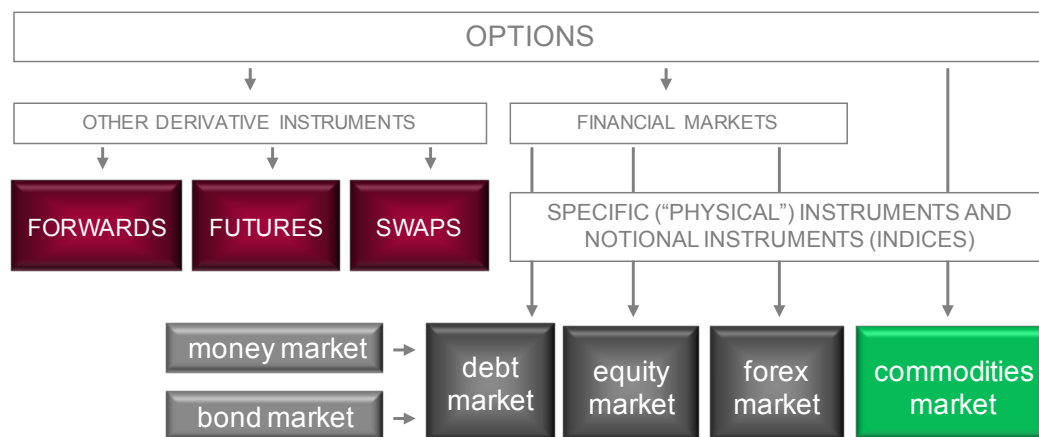 OPTIONS
OTHER DERIVATIVE INSTRUMENTS
FINANCIAL MARKETS
FORWARDS
FUTURES
SWAPS
SPECIFIC (“PHYSICAL”) INSTRUMENTS AND
NOTIONAL INSTRUMENTS (INDICES)
money market
bond market
debt
market
equity
market
forex
market
commodities
market